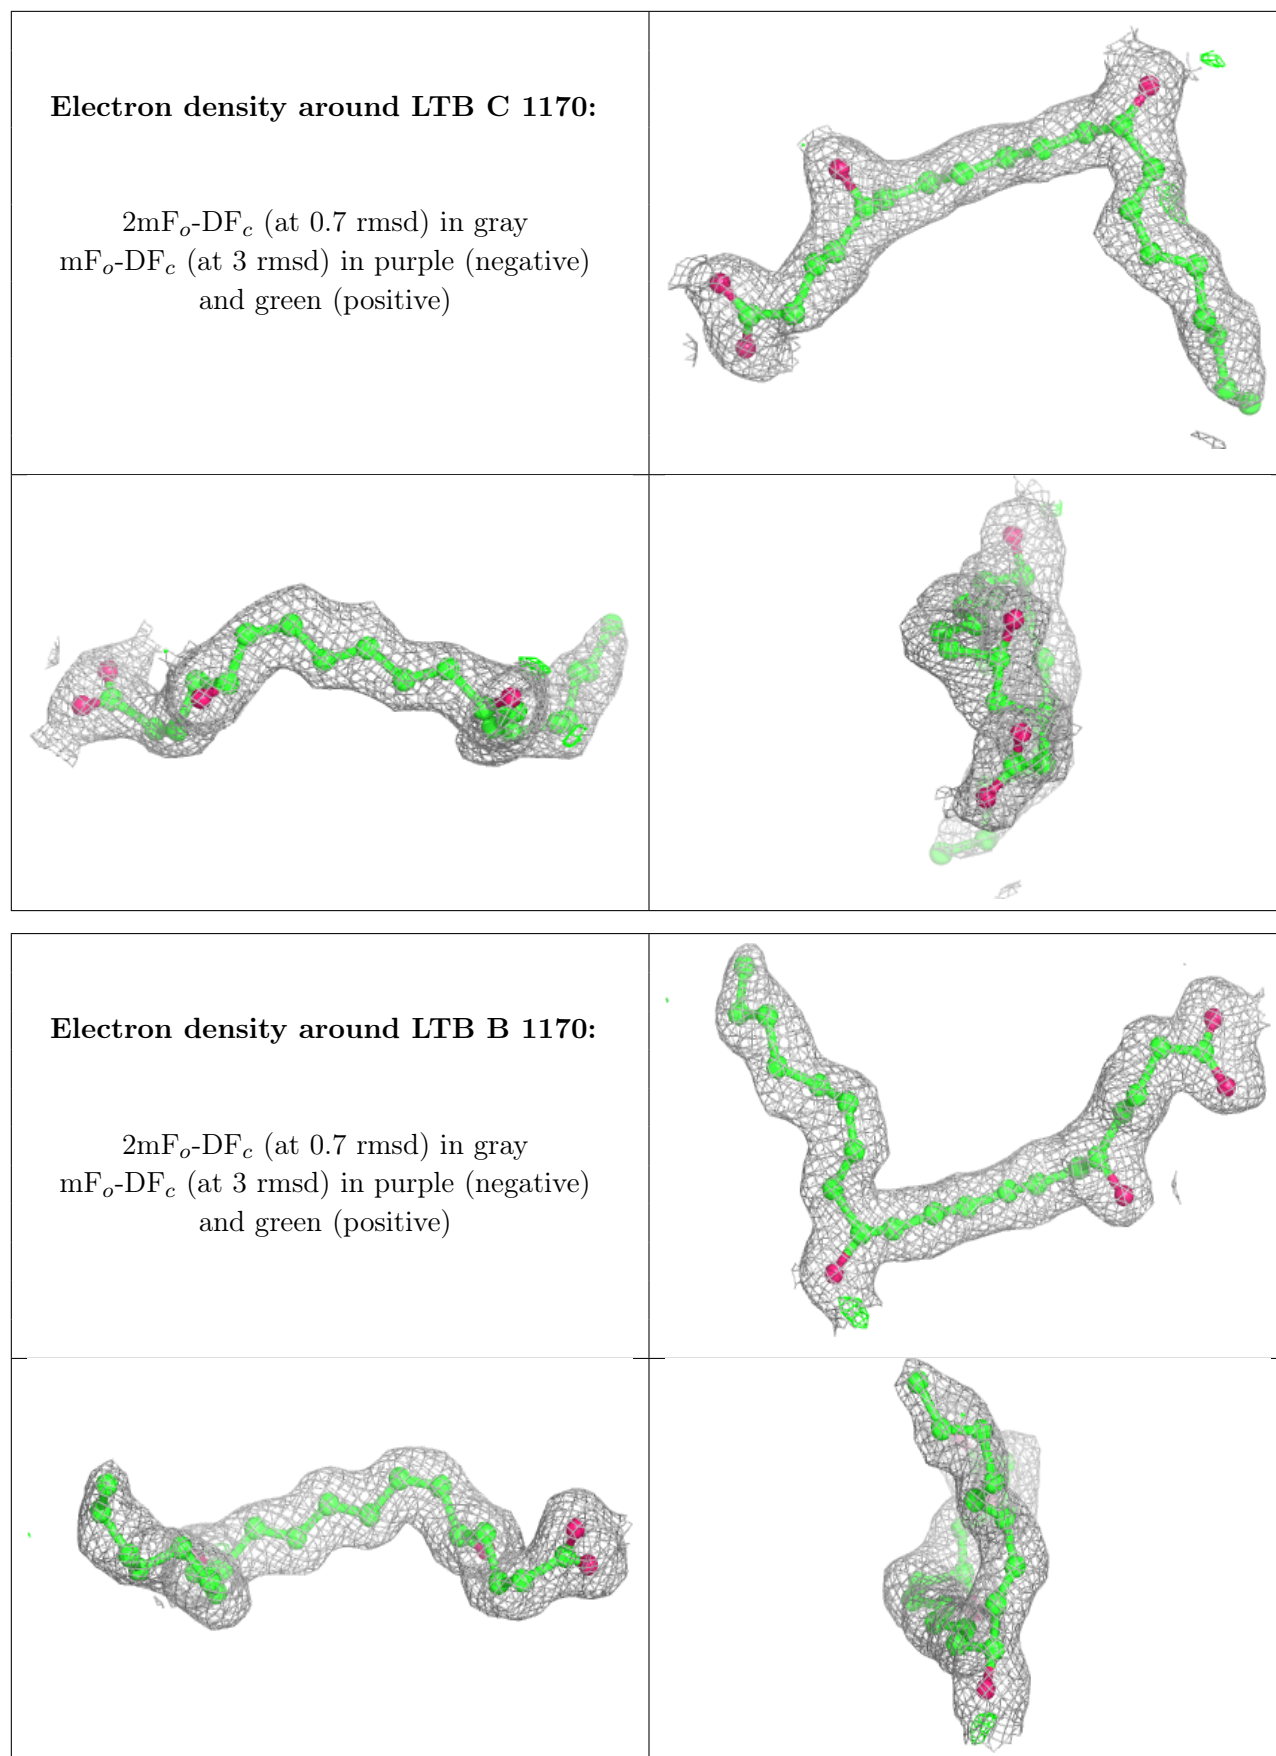 Electron density around LTB C 1170:
2mFₒ-DF𝒸 (at 0.7 rmsd) in gray
mFₒ-DF𝒸 (at 3 rmsd) in purple (negative)
and green (positive)
Electron density around LTB B 1170:
2mFₒ-DF𝒸 (at 0.7 rmsd) in gray
mFₒ-DF𝒸 (at 3 rmsd) in purple (negative)
and green (positive)